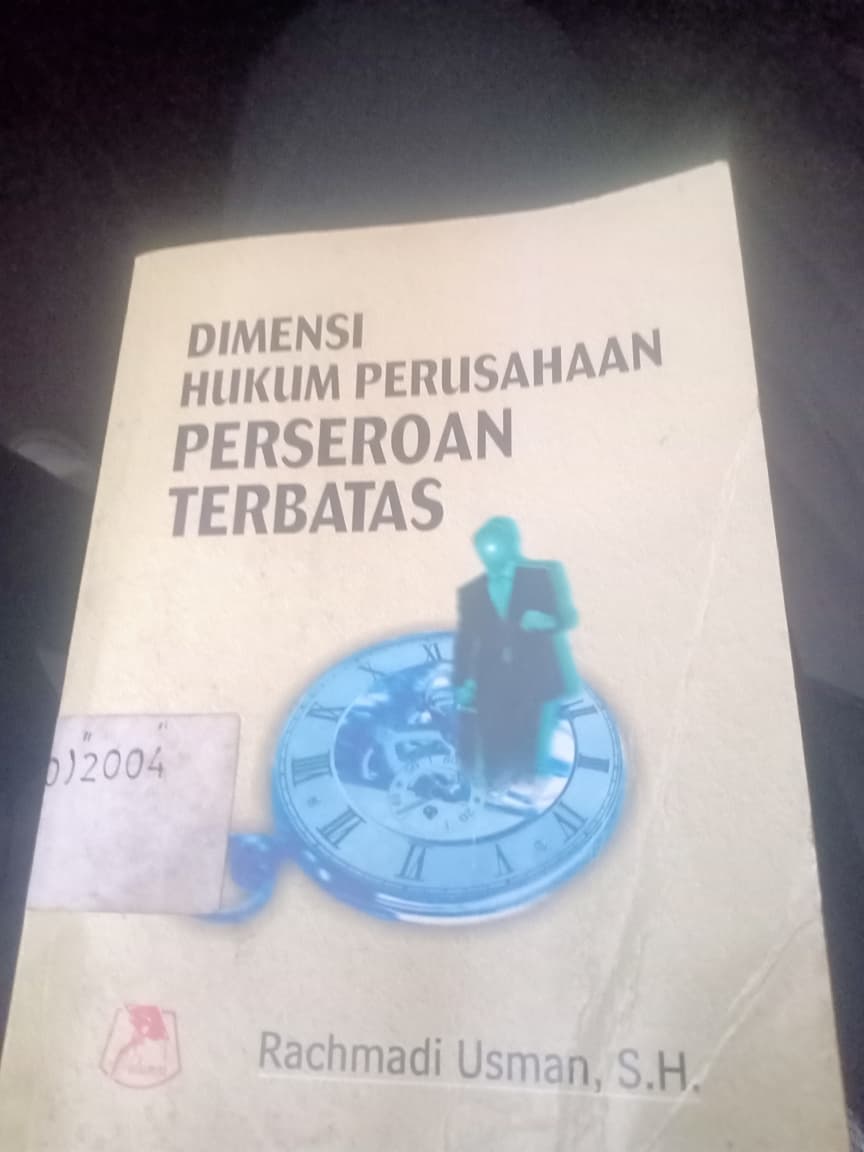 DIMENSI
HUKUM PERUSAHAAN
PERSEROAN
TERBATAS
)2004
Rachmadi Usman, S.H.